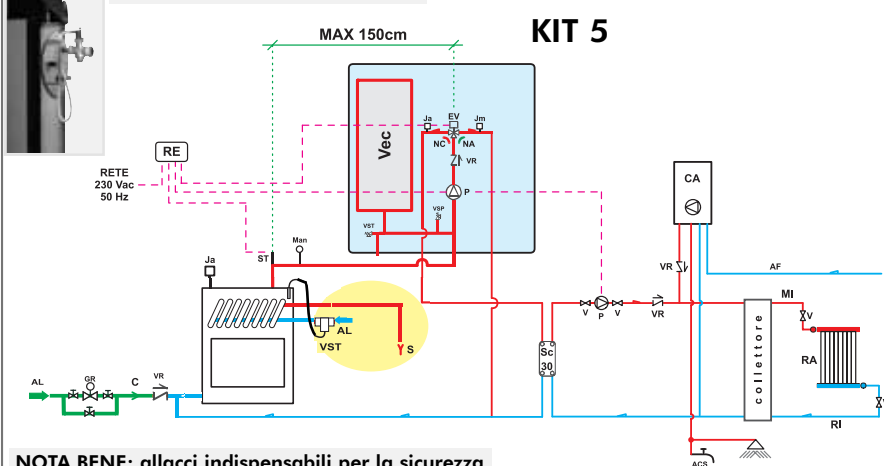 MAX 150cm
KIT 5
Ja
EV
Jm
NC
NA
Vec
VR
RE
RETE
230 Vac
50 Hz
P
VSP
VST
CA
ST
Man
Ja
VR
AF
MI
V
P
V
VR
V
AL
VST
S
Sc
30
collettore
RA
AL
GR
C
VR
V
RI
ACS
NOTA BENE: allacci indispensabili per la sicurezza